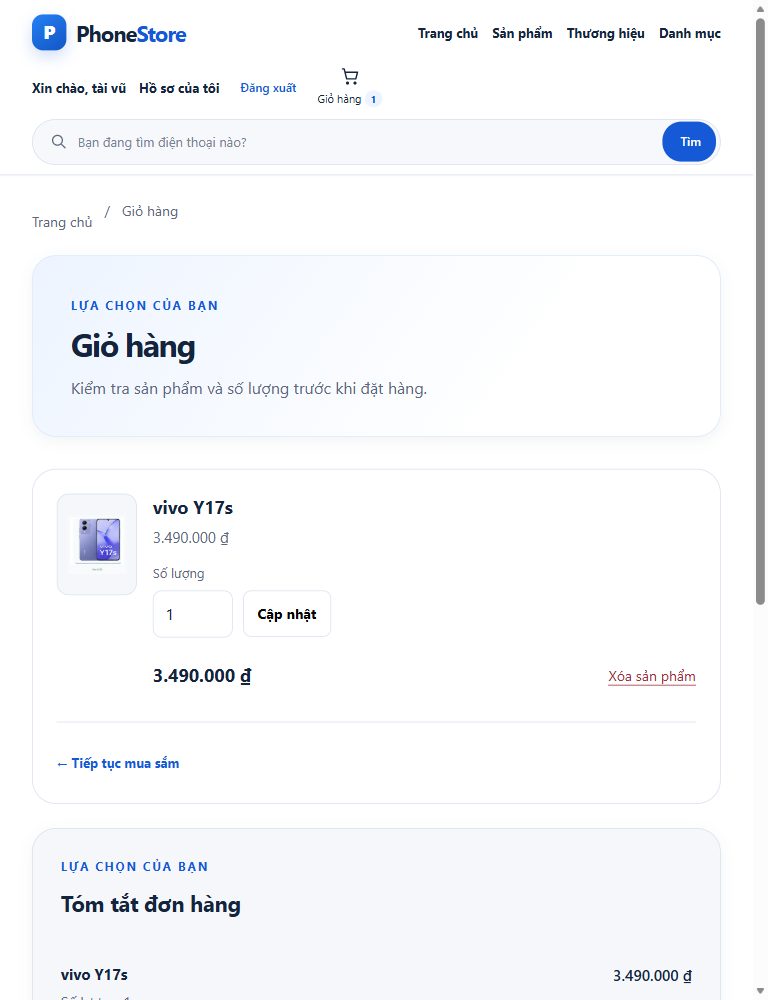 P PhoneStore
Trang chủ Sản phẩm Thương hiệu Danh mục
Xin chào, tài vũ Hồ sơ của tôi Đăng xuất Giỏ hàng 1
Bạn đang tìm điện thoại nào? Tìm
Trang chủ / Giỏ hàng
LỰA CHỌN CỦA BẠN
Giỏ hàng
Kiểm tra sản phẩm và số lượng trước khi đặt hàng.
vivo Y17s
3.490.000 ₫
Số lượng
1 Cập nhật
3.490.000 ₫ Xóa sản phẩm
← Tiếp tục mua sắm
LỰA CHỌN CỦA BẠN
Tóm tắt đơn hàng
vivo Y17s 3.490.000 ₫